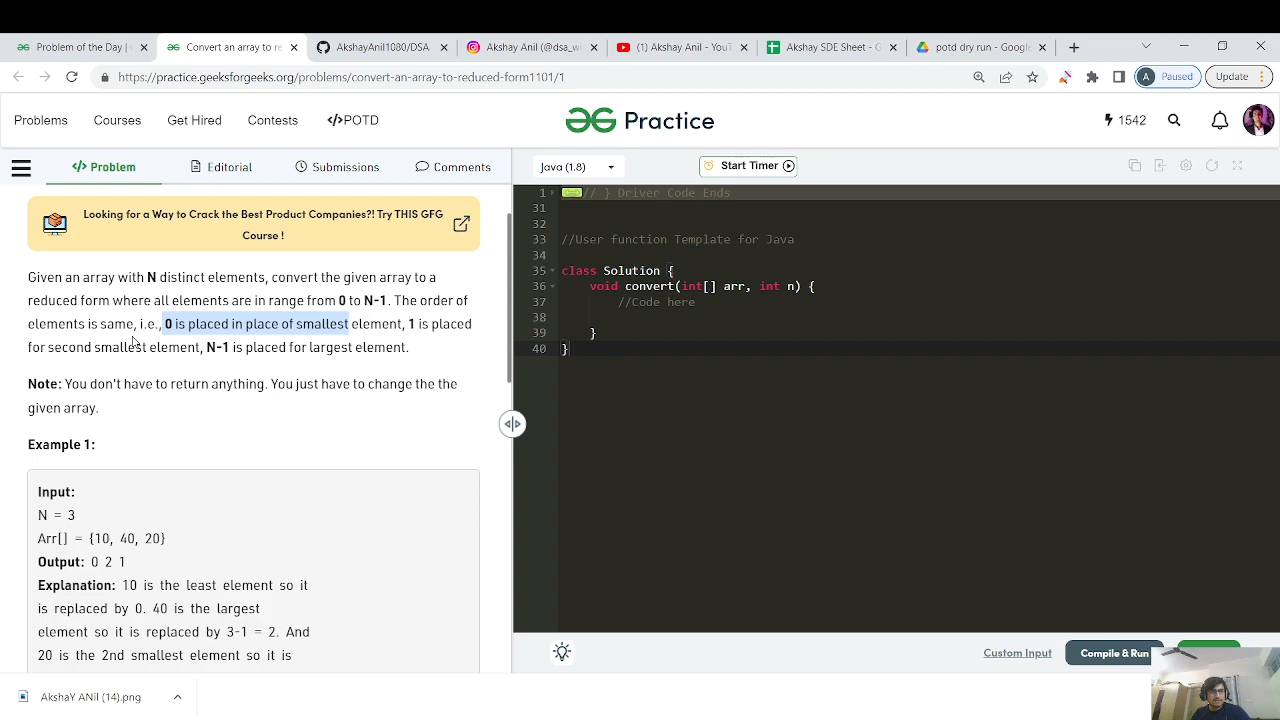 Problem of the Day |
Convert an array to re
AkshayAnil1080/DSA
Akshay Anil (@dsa_wi
(1) Akshay Anil - YouT
Akshay SDE Sheet - G
potd dry run - Google
https://practice.geeksforgeeks.org/problems/convert-an-array-to-reduced-form1101/1
A Paused
Update
Problems
Courses
Get Hired
Contests
</>POTD
Practice
1542
</> Problem
Editorial
Submissions
Comments
Java (1.8)
Start Timer
Looking for a Way to Crack the Best Product Companies?! Try THIS GFG
Course !
Given an array with N distinct elements, convert the given array to a
reduced form where all elements are in range from 0 to N-1. The order of
elements is same, i.e., 0 is placed in place of smallest element, 1 is placed
for second smallest element, N-1 is placed for largest element.
Note: You don't have to return anything. You just have to change the the
given array.
Example 1:
Input:
N = 3
Arr[] = {10, 40, 20}
Output: 0 2 1
Explanation: 10 is the least element so it
is replaced by 0. 40 is the largest
element so it is replaced by 3-1 = 2. And
20 is the 2nd smallest element so it is
1 // } Driver Code Ends
31
32
33 //User function Template for Java
34
35 class Solution {
36 void convert(int[] arr, int n) {
37 //Code here
38
39 }
40 }
Custom Input
Compile & Run
AkshaY ANil (14).png